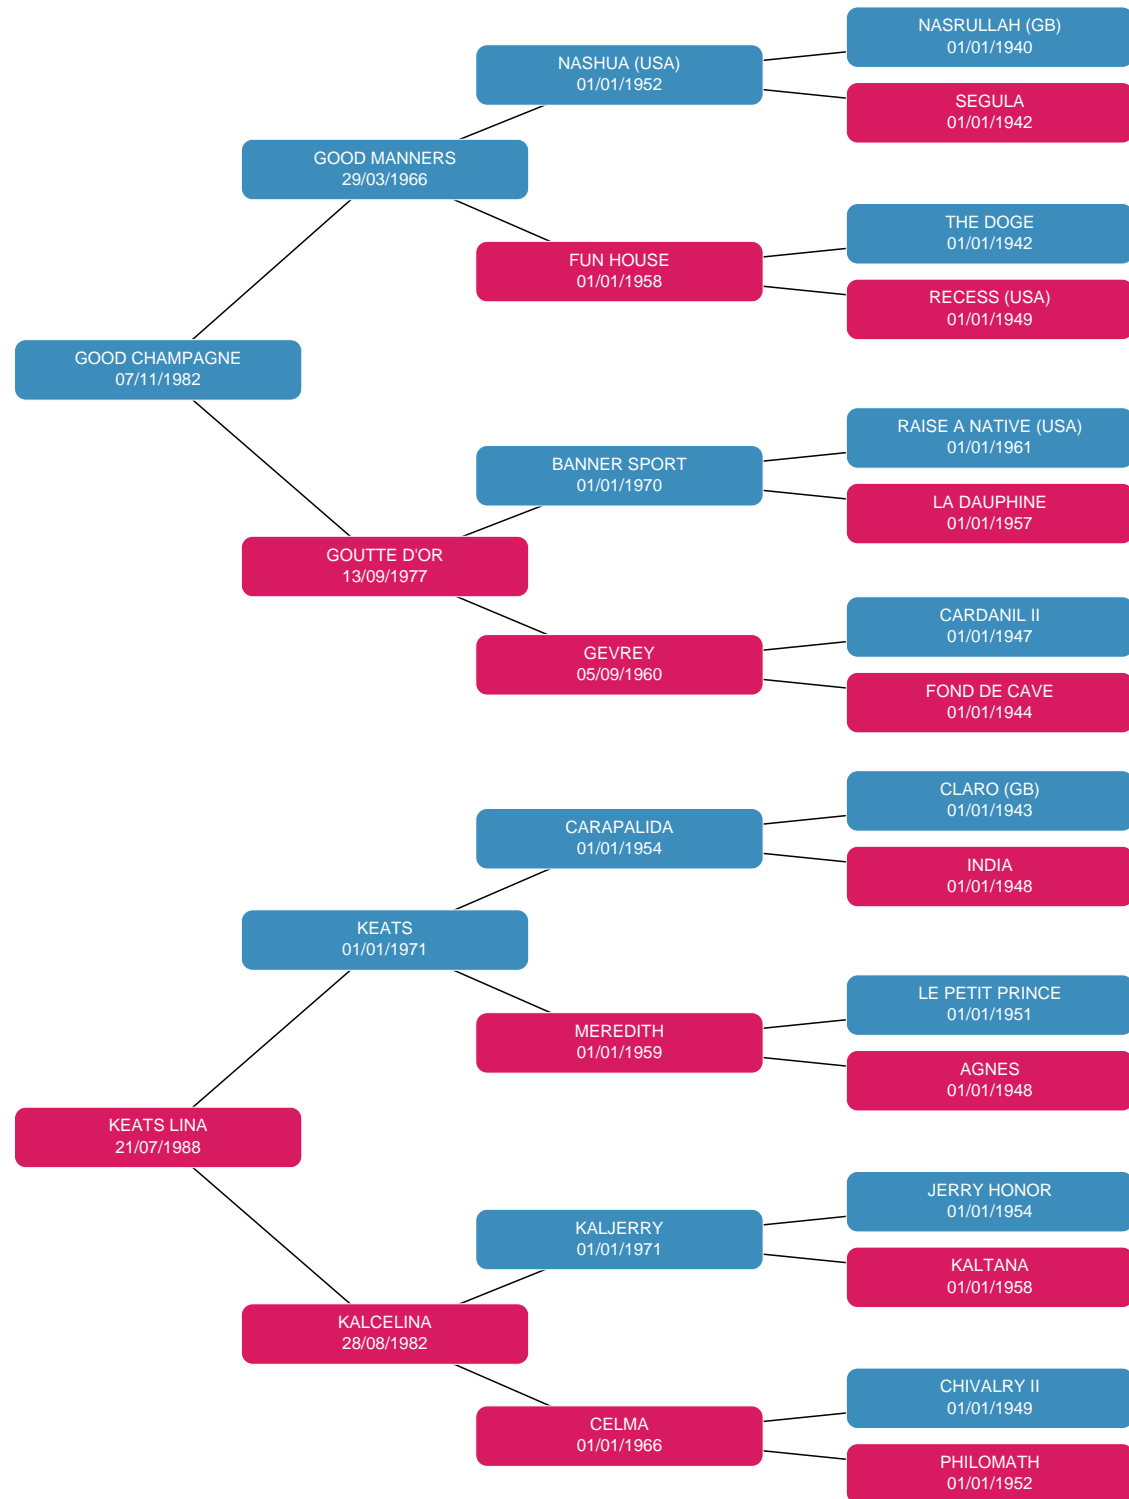 NASRULLAH (GB)
01/01/1940
NASHUA (USA)
01/01/1952
SEGULA
01/01/1942
GOOD MANNERS
29/03/1966
THE DOGE
01/01/1942
FUN HOUSE
01/01/1958
RECESS (USA)
01/01/1949
GOOD CHAMPAGNE
07/11/1982
RAISE A NATIVE (USA)
01/01/1961
BANNER SPORT
01/01/1970
LA DAUPHINE
01/01/1957
GOUTTE D'OR
13/09/1977
CARDANIL II
01/01/1947
GEVREY
05/09/1960
FOND DE CAVE
01/01/1944
CLARO (GB)
01/01/1943
CARAPALIDA
01/01/1954
INDIA
01/01/1948
KEATS
01/01/1971
LE PETIT PRINCE
01/01/1951
MEREDITH
01/01/1959
AGNES
01/01/1948
KEATS LINA
21/07/1988
JERRY HONOR
01/01/1954
KALJERRY
01/01/1971
KALTANA
01/01/1958
KALCELINA
28/08/1982
CHIVALRY II
01/01/1949
CELMA
01/01/1966
PHILOMATH
01/01/1952